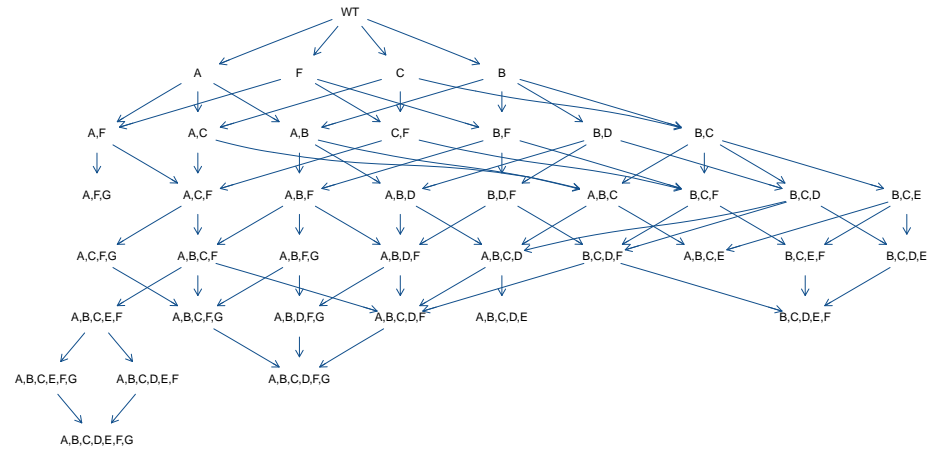 WT
A F C B
A,F A,C A,B C,F B,F B,D B,C
A,F,G A,C,F A,B,F A,B,D B,D,F A,B,C B,C,F B,C,D B,C,E
A,C,F,G A,B,C,F A,B,F,G A,B,D,F A,B,C,D B,C,D,F A,B,C,E B,C,E,F B,C,D,E
A,B,C,E,F A,B,C,F,G A,B,D,F,G A,B,C,D,F A,B,C,D,E B,C,D,E,F
A,B,C,E,F,G A,B,C,D,E,F A,B,C,D,F,G
A,B,C,D,E,F,G